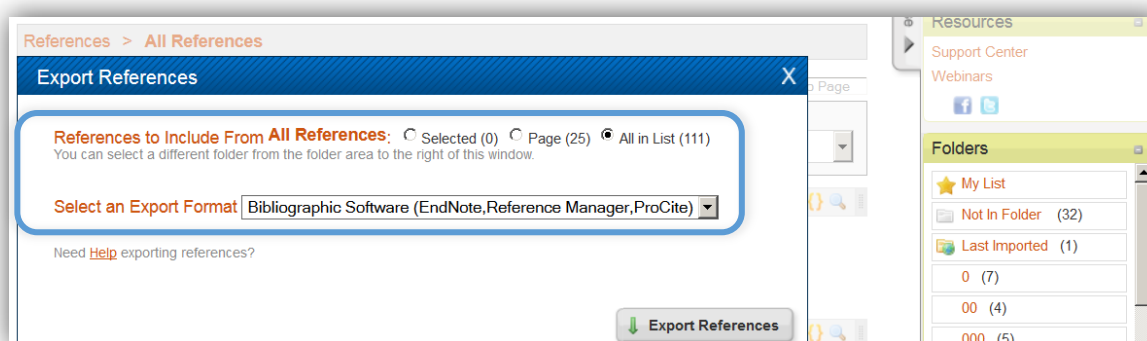 References > All References
Export References X
References to Include From All References: Selected (0) Page (25) All in List (111)
You can select a different folder from the folder area to the right of this window.
Select an Export Format Bibliographic Software (EndNote,Reference Manager,ProCite)
Need Help exporting references?
Export References
Page
Resources
Support Center
Webinars
Folders
My List
Not In Folder (32)
Last Imported (1)
0 (7)
00 (4)
000 (5)